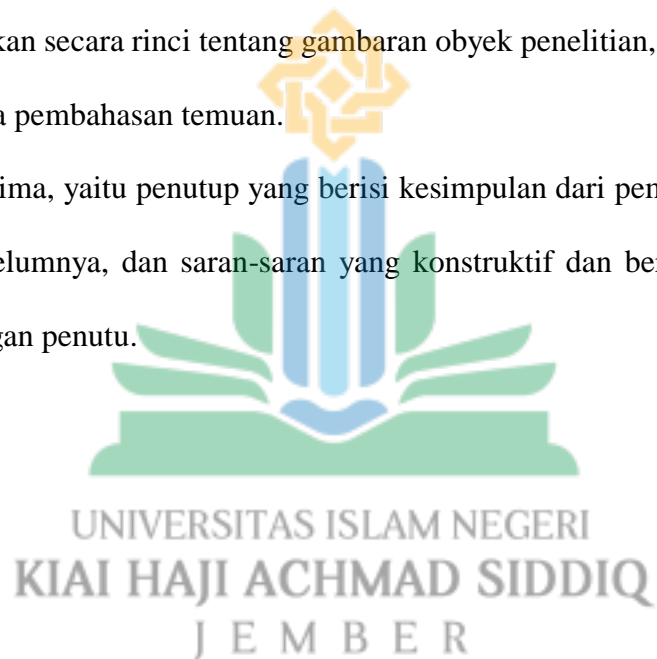 kan secara rinci tentang gambaran obyek penelitian,
a pembahasan temuan.
ima, yaitu penutup yang berisi kesimpulan dari pen
elumnya, dan saran-saran yang konstruktif dan ber
gan penutu.
UNIVERSITAS ISLAM NEGERI
KIAI HAJI ACHMAD SIDDIQ
J E M B E R